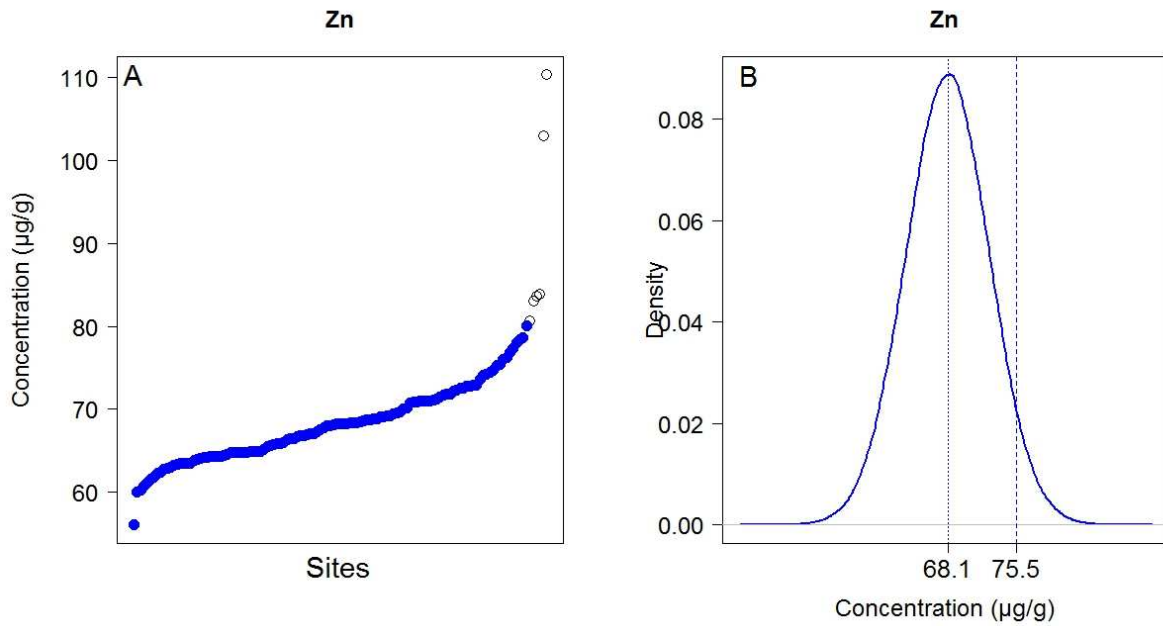 Zn
A
Concentration (µg/g)
110
100
90
80
70
60
Sites
Zn
B
Density
0.08
0.06
0.04
0.02
0.00
68.1 75.5
Concentration (µg/g)